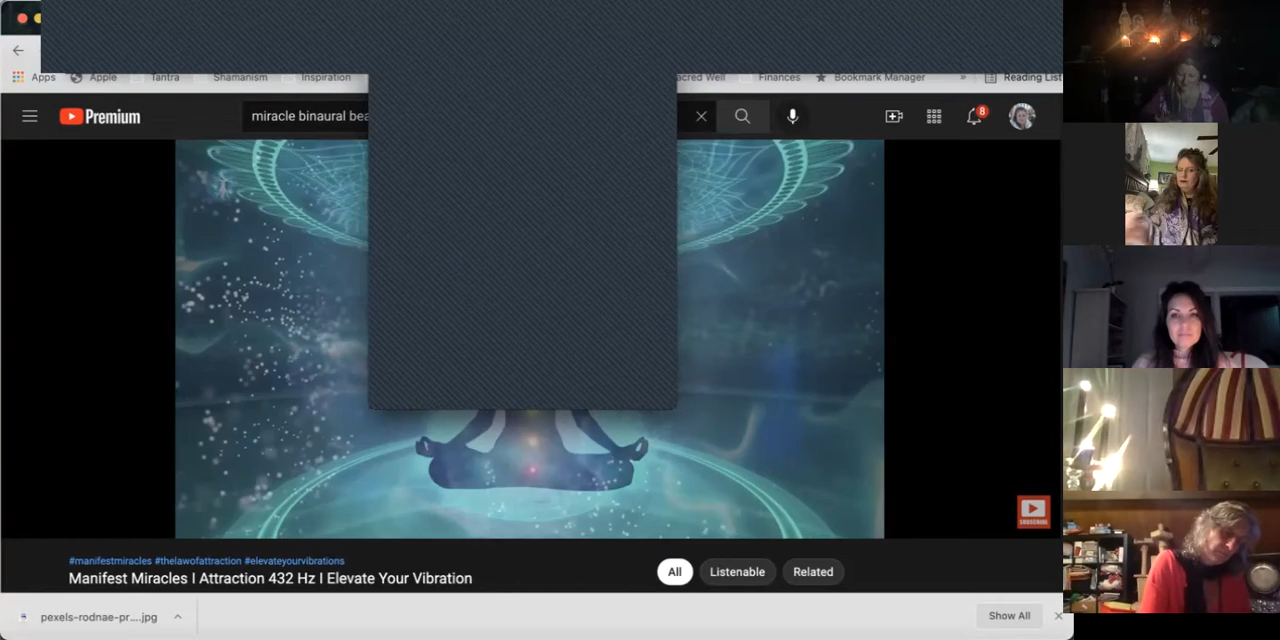 Apps Apple Tantra Shamanism Inspiration acred Well Finances Bookmark Manager » Reading List
Premium miracle binaural bea 8
SUBSCRIBE
#manifestmiracles #thelawofattraction #elevateyourvibrations
Manifest Miracles I Attraction 432 Hz I Elevate Your Vibration
All Listenable Related
pexels-rodnae-pr....jpg Show All